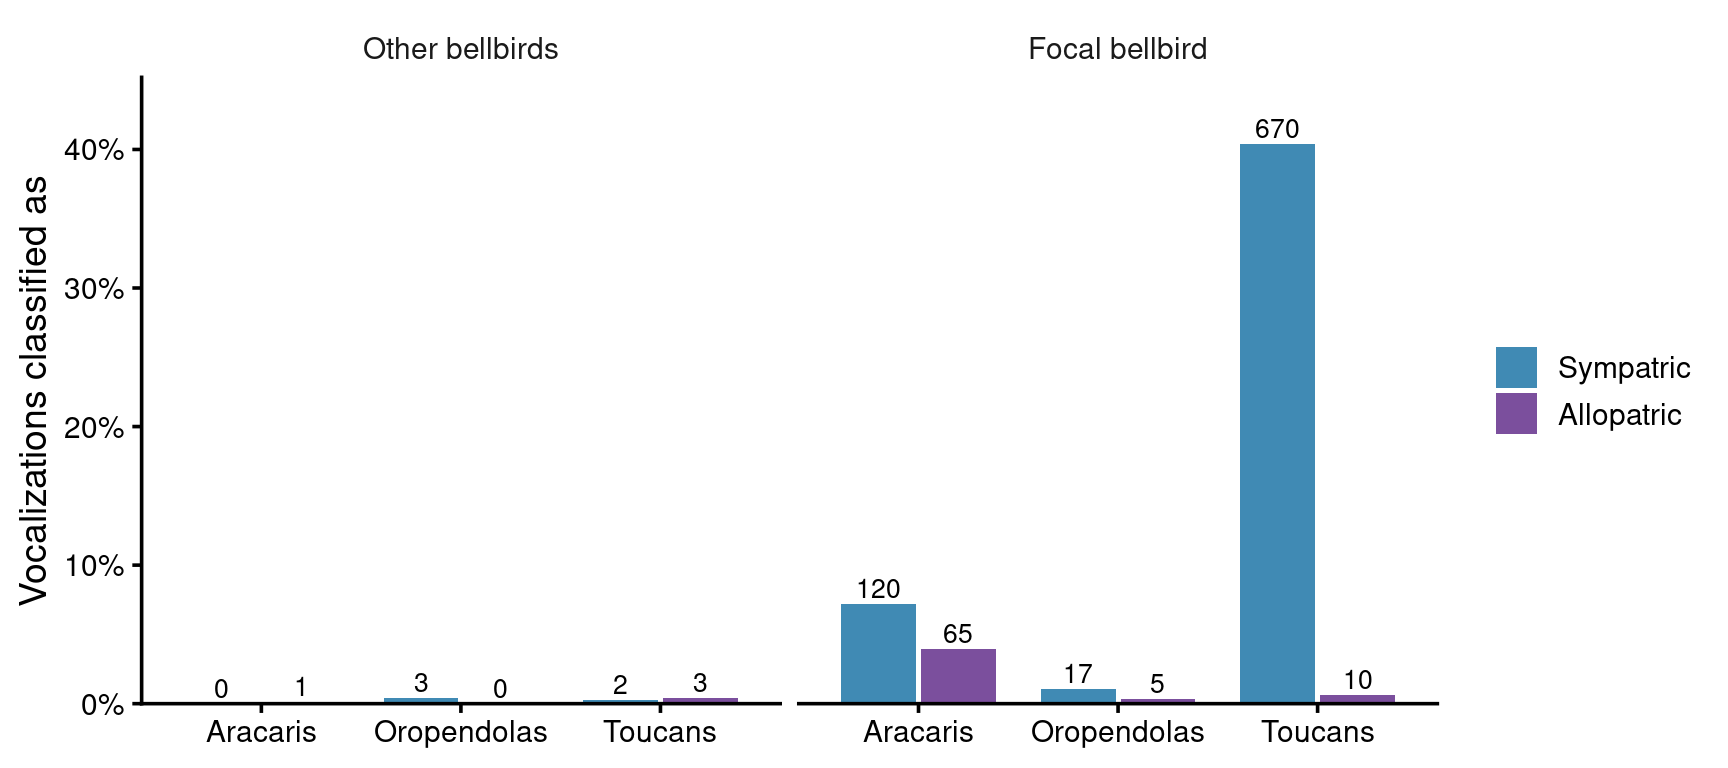 Other bellbirds
Focal bellbird
Vocalizations classified as
40%
30%
20%
10%
0%
0
1
3
0
2
3
120
65
17
5
670
10
Aracaris
Oropendolas
Toucans
Aracaris
Oropendolas
Toucans
Sympatric
Allopatric